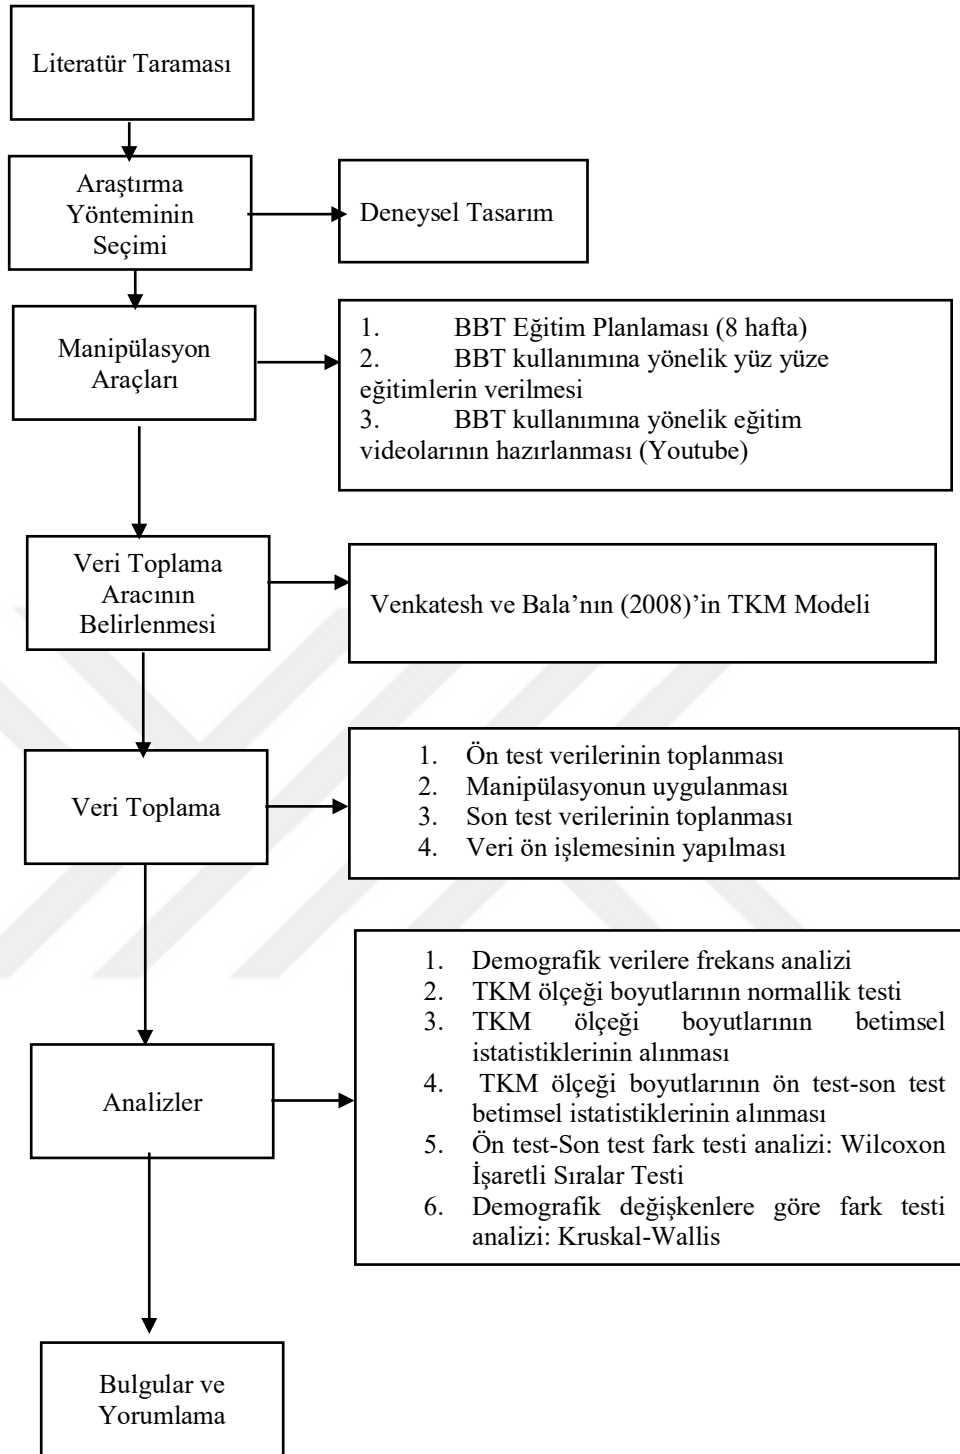 Literatür Taraması
Araştırma
Yönteminin
Seçimi
Deneysel Tasarım
Manipülasyon
Araçları
1. BBT Eğitim Planlaması (8 hafta)
2. BBT kullanımına yönelik yüz yüze
eğitimlerin verilmesi
3. BBT kullanımına yönelik eğitim
videolarının hazırlanması (Youtube)
Veri Toplama
Aracının
Belirlenmesi
Venkatesh ve Bala’nın (2008)’in TKM Modeli
Veri Toplama
1. Ön test verilerinin toplanması
2. Manipülasyonun uygulanması
3. Son test verilerinin toplanması
4. Veri ön işlemesinin yapılması
Analizler
1. Demografik verilere frekans analizi
2. TKM ölçeği boyutlarının normallik testi
3. TKM ölçeği boyutlarının betimsel
istatistiklerinin alınması
4. TKM ölçeği boyutlarının ön test-son test
betimsel istatistiklerinin alınması
5. Ön test-Son test fark testi analizi: Wilcoxon
İşaretli Sıralar Testi
6. Demografik değişkenlere göre fark testi
analizi: Kruskal-Wallis
Bulgular ve
Yorumlama